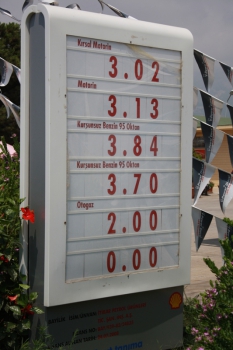 Kırsal Motorin
3.02
Motorin
3.13
Kurşunsuz Benzin 95 Oktan
3.84
Kurşunsuz Benzin 95 Oktan
3.70
Otogaz
2.00
0.00